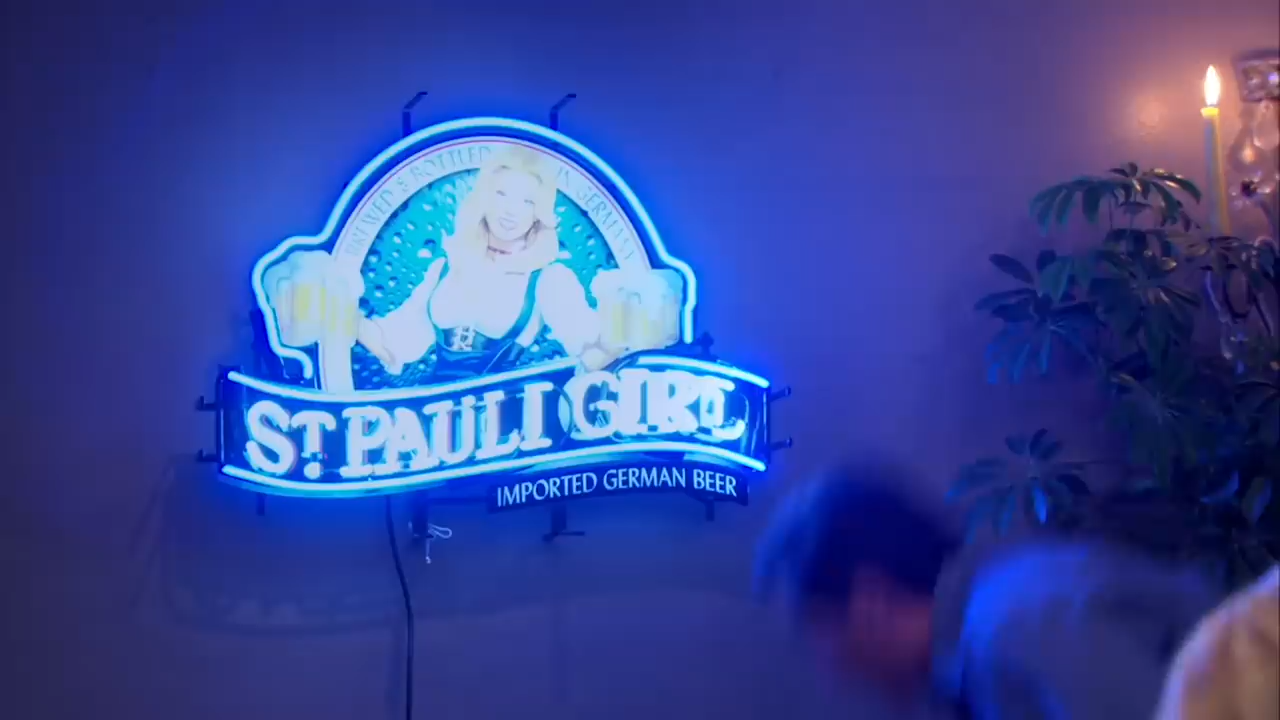 BREWED & BOTTLED IN GERMANY
ST. PAULI GIRL
IMPORTED GERMAN BEER